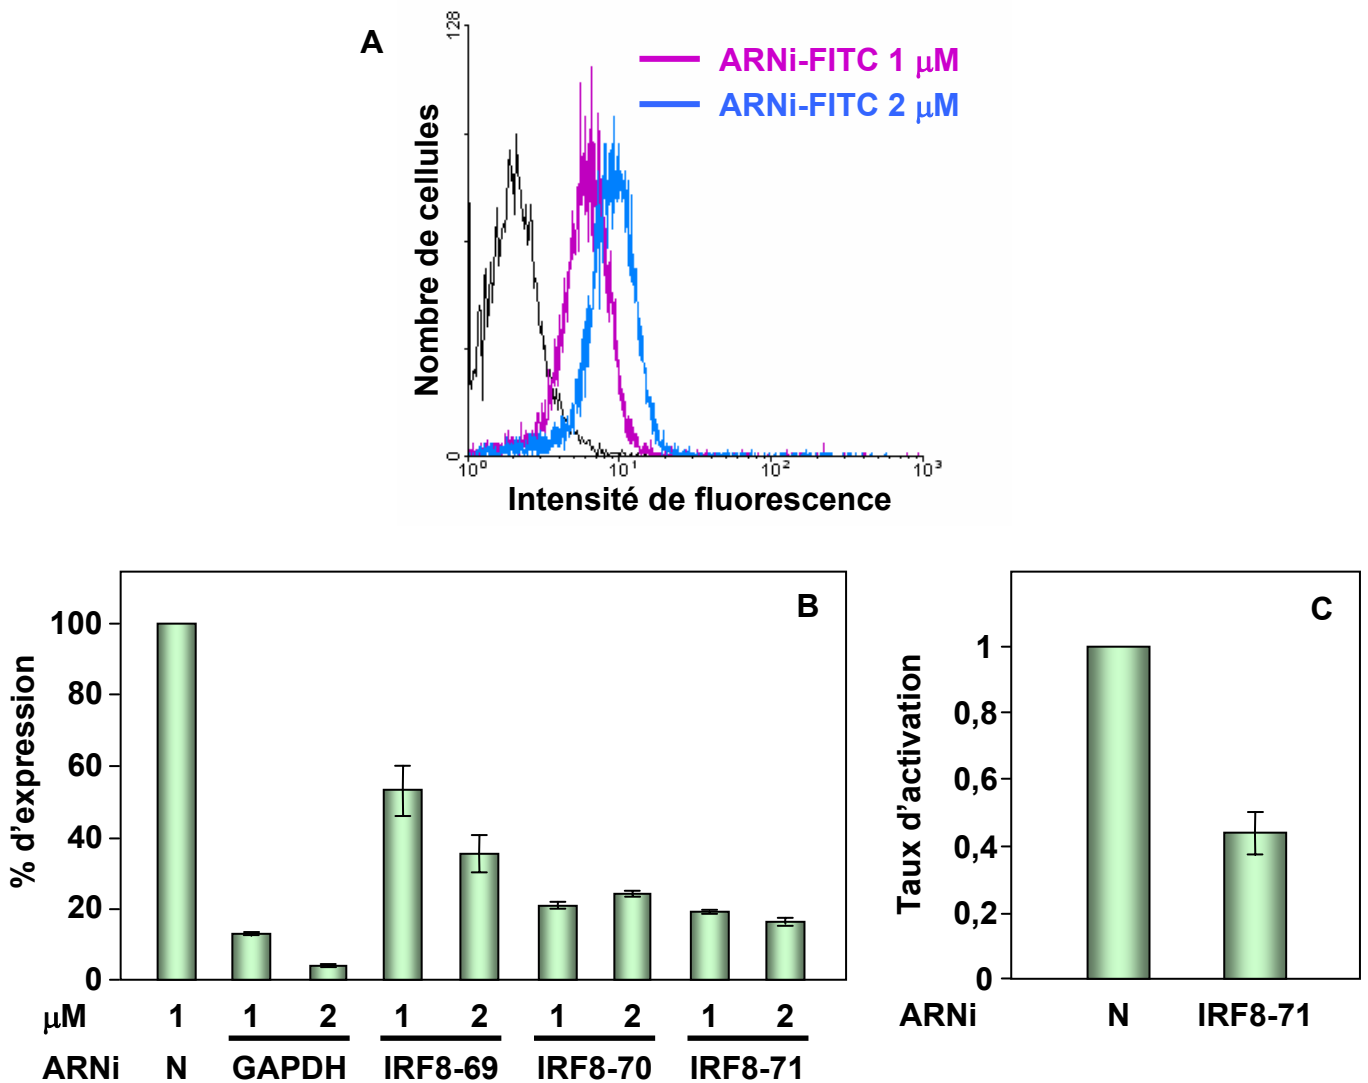 A
128
ARNi-FITC 1 μM
ARNi-FITC 2 μM
Nombre de cellules
0
10⁰ 10¹ 10² 10³
Intensité de fluorescence
B
% d'expression
100
80
60
40
20
0
μM 1 1 2 1 2 1 2 1 2
ARNi N GAPDH IRF8-69 IRF8-70 IRF8-71
C
Taux d'activation
1
0,8
0,6
0,4
0,2
0
ARNi N IRF8-71